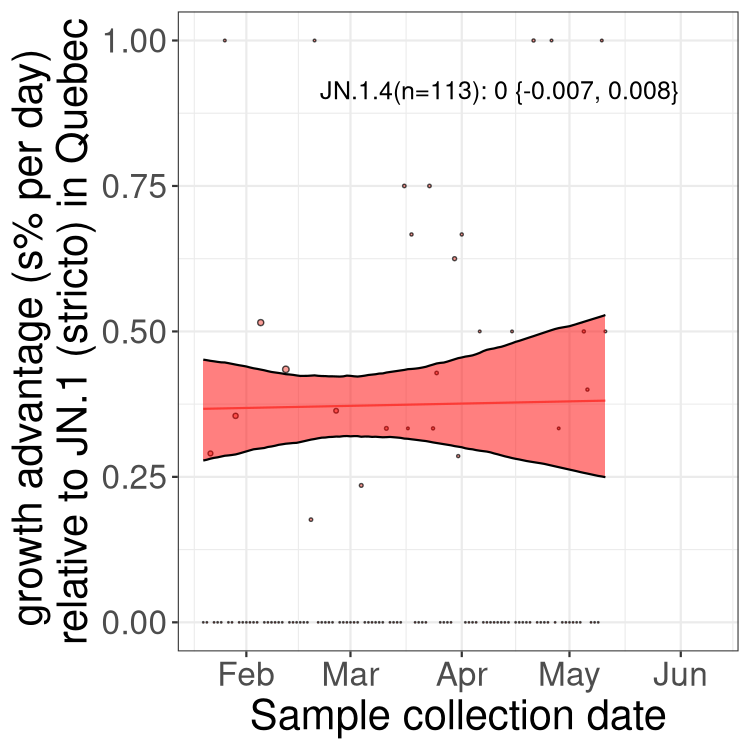 growth advantage (s% per day)
relative to JN.1 (stricto) in Quebec
1.00
0.75
0.50
0.25
0.00
JN.1.4(n=113): 0 {-0.007, 0.008}
Feb Mar Apr May Jun
Sample collection date